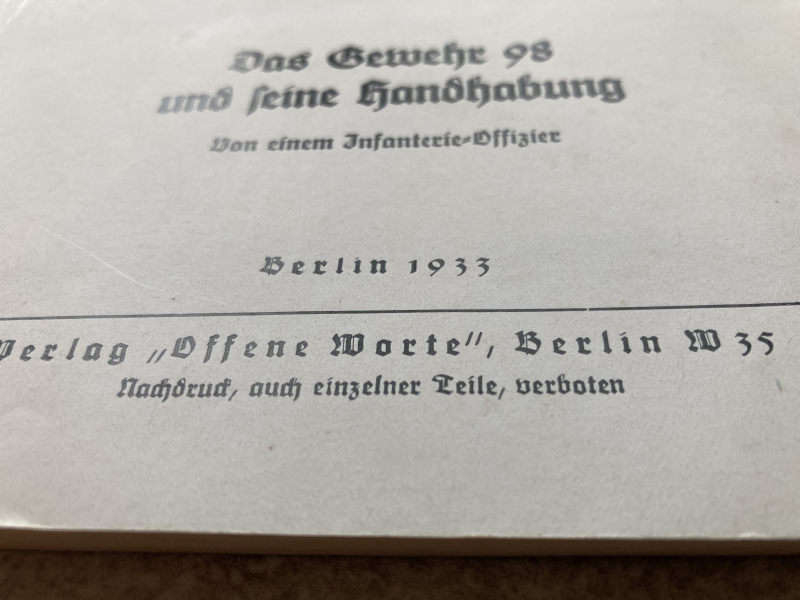 Das Gewehr 98
und seine Handhabung
Von einem Infanterie-Offizier
Berlin 1933
Verlag „Offene Worte", Berlin W 35
Nachdruck, auch einzelner Teile, verboten